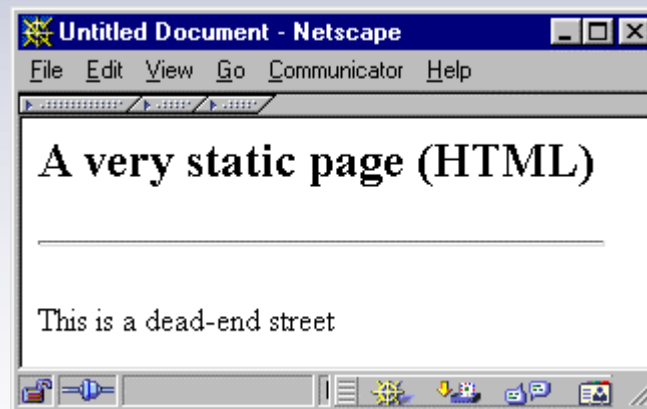 Untitled Document - Netscape
File Edit View Go Communicator Help
A very static page (HTML)
This is a dead-end street